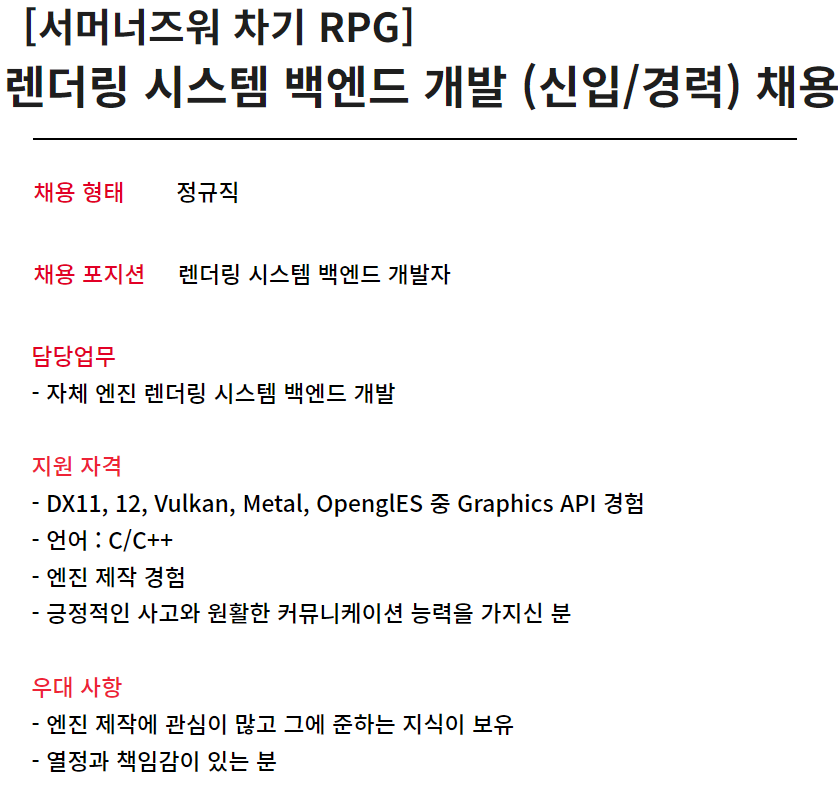 [서머너즈워 차기 RPG]
렌더링 시스템 백엔드 개발 (신입/경력) 채용
채용 형태 정규직
채용 포지션 렌더링 시스템 백엔드 개발자
담당업무
- 자체 엔진 렌더링 시스템 백엔드 개발
지원 자격
- DX11, 12, Vulkan, Metal, OpenglES 중 Graphics API 경험
- 언어 : C/C++
- 엔진 제작 경험
- 긍정적인 사고와 원활한 커뮤니케이션 능력을 가지신 분
우대 사항
- 엔진 제작에 관심이 많고 그에 준하는 지식이 보유
- 열정과 책임감이 있는 분